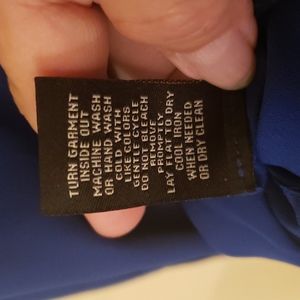 TURN GARMENT
INSIDE OUT
MACHINE WASH
OR HAND WASH
COLD WITH
LIKE COLORS
GENTLE CYCLE
DO NOT BLEACH
REMOVE
PROMPTLY
LAY FLAT TO DRY
COOL IRON
WHEN NEEDED
OR DRY CLEAN